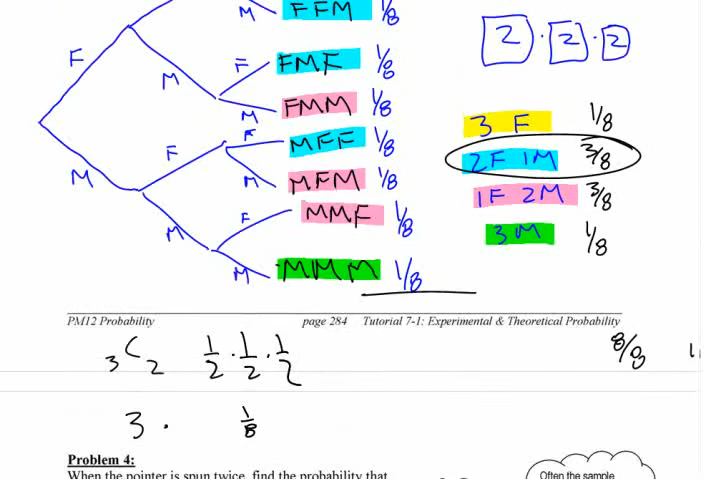 M FFM 1/8
2 · 2 · 2
F
F FMF 1/8
M
M FMM 1/8
3 F 1/8
F MFF 1/8
F
2F 1M 3/8
M
M MFM 1/8
1F 2M 3/8
F MMF 1/8
M
3M 1/8
M MMM 1/8
PM12 Probability page 284 Tutorial 7-1: Experimental & Theoretical Probability
3C2 1/2 · 1/2 · 1/2 8/8
3 · 1/8
Problem 4:
When the pointer is spun twice, find the probability that
Often the sample